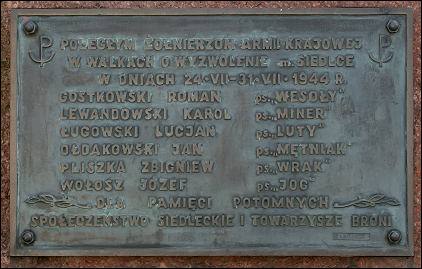 POLEGŁYM ŻOŁNIERZOM ARMII KRAJOWEJ
W WALKACH O WYZWOLENIE m. SIEDLCE
W DNIACH 24-VII-31-VII-1944 R.
GOSTKOWSKI ROMAN ps. „WESOŁY”
LEWANDOWSKI KAROL ps. „MINER”
ŁUGOWSKI LUCJAN ps. „LUTY”
OŁDAKOWSKI JAN ps. „MĘTNIAK”
PLISZKA ZBIGNIEW ps. „WRAK”
WOŁOSZ JÓZEF ps. „JOG”
DLA PAMIĘCI POTOMNYCH
SPOŁECZEŃSTWO SIEDLECKIE I TOWARZYSZE BRONI